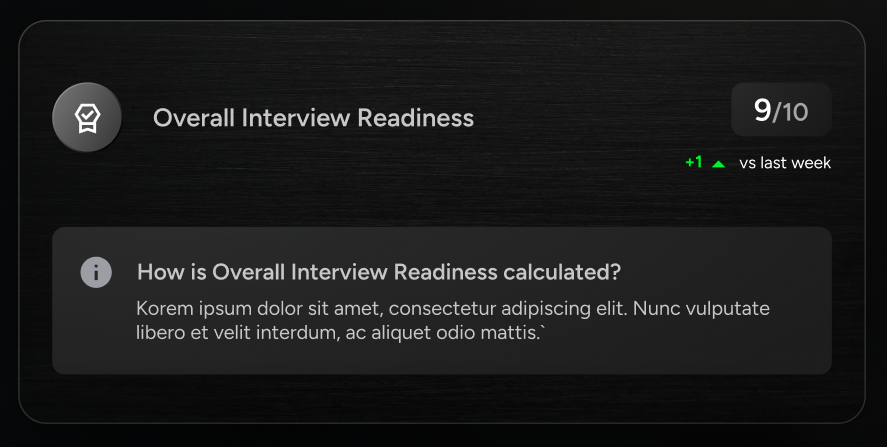 Overall Interview Readiness
9/10
+1 ▲ vs last week
How is Overall Interview Readiness calculated?
Korem ipsum dolor sit amet, consectetur adipiscing elit. Nunc vulputate
libero et velit interdum, ac aliquet odio mattis.`